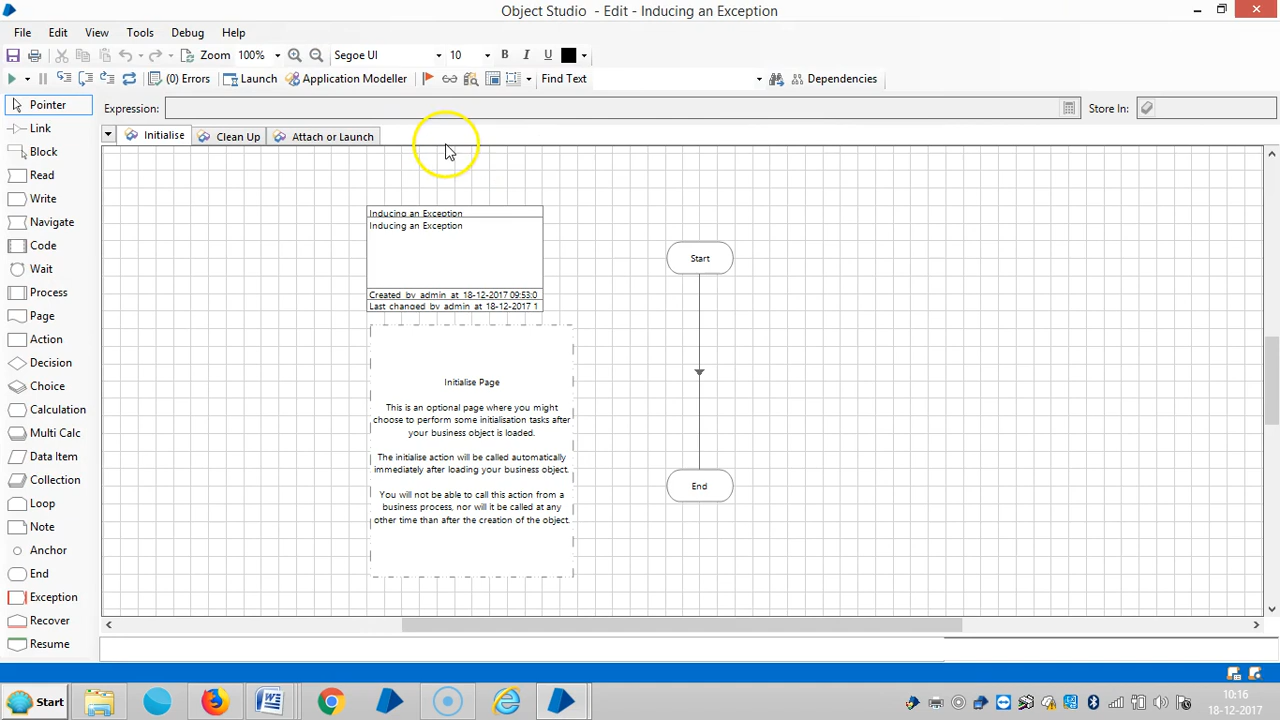 Object Studio - Edit - Inducing an Exception
File Edit View Tools Debug Help
Zoom 100% Segoe UI 10 B I U
(0) Errors Launch Application Modeller Find Text Dependencies
Pointer
Link
Block
Read
Write
Navigate
Code
Wait
Process
Page
Action
Decision
Choice
Calculation
Multi Calc
Data Item
Collection
Loop
Note
Anchor
End
Exception
Recover
Resume
Expression: Store In:
Initialise Clean Up Attach or Launch
Inducing an Exception
Inducing an Exception
Created by admin at 18-12-2017 09:53:0
Last changed by admin at 18-12-2017 1
Initialise Page
This is an optional page where you might
choose to perform some initialisation tasks after
your business object is loaded.
The initialise action will be called automatically
immediately after loading your business object.
You will not be able to call this action from a
business process, nor will it be called at any
other time than after the creation of the object.
Start
End
Start
10:16
18-12-2017